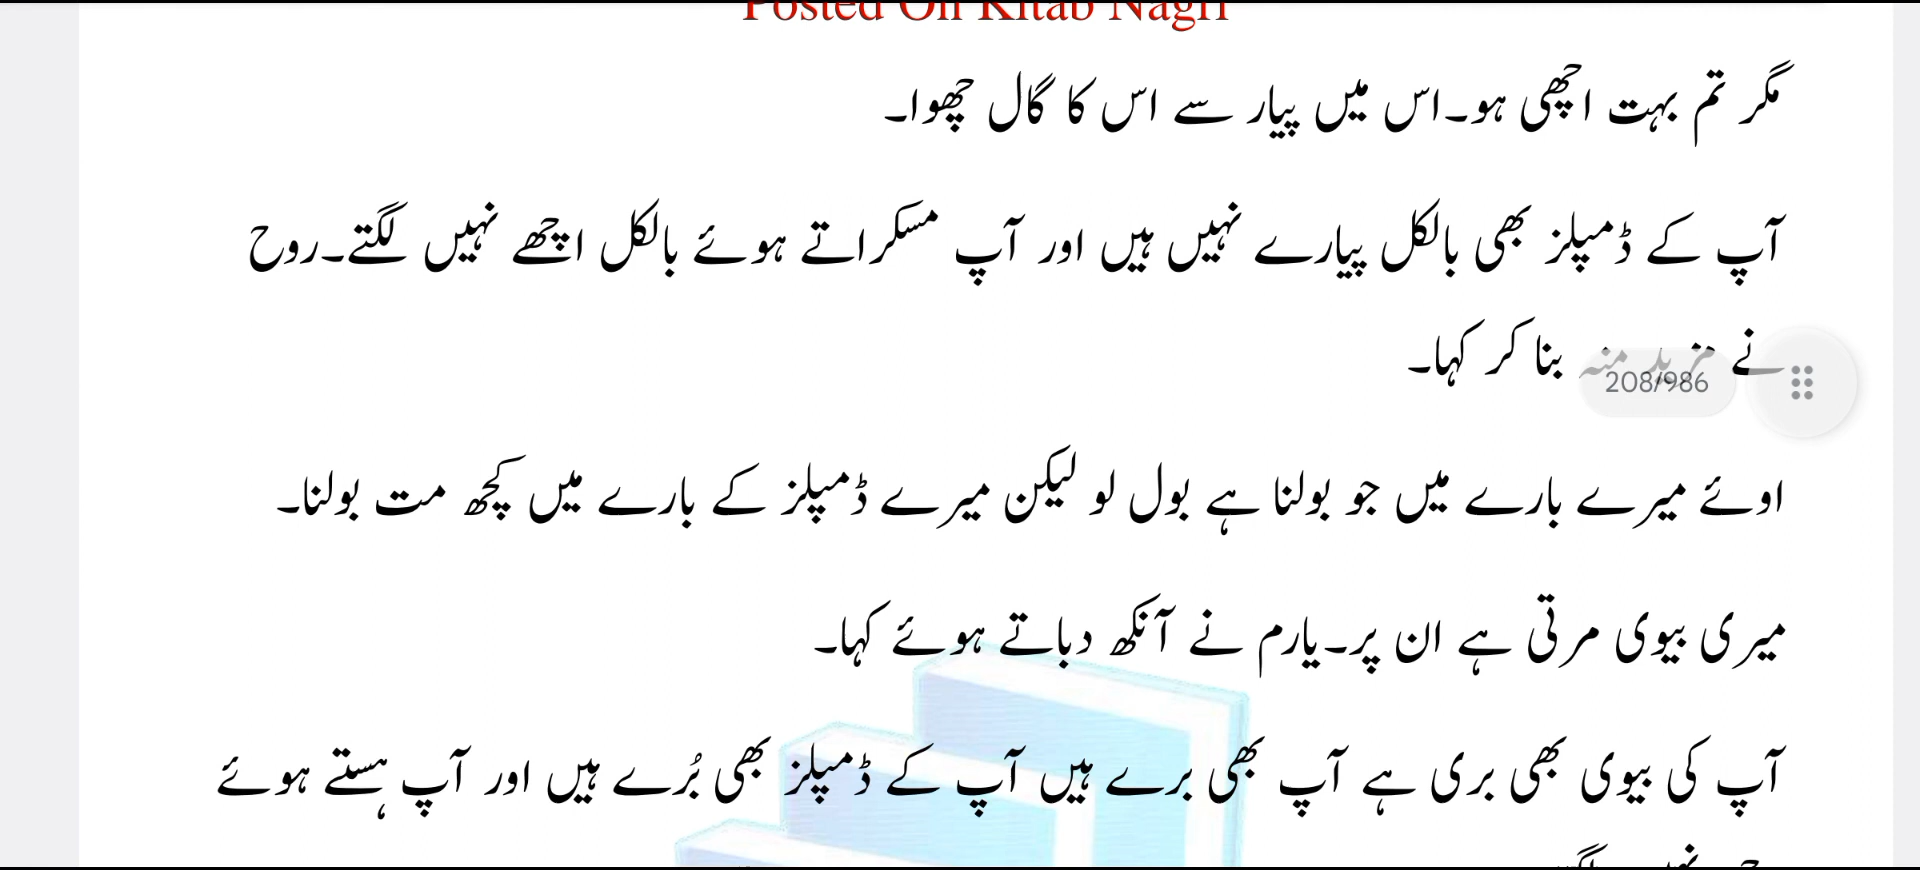 Posted On Kitab Nagri
مگر تم بہت اچھی ہو۔اس میں پیار سے اس کا گال چھوا۔
آپ کے ڈمپلز بھی بالکل پیارے نہیں ہیں اور آپ مسکراتے ہوئے بالکل اچھے نہیں لگتے۔روح
نے مزید منہ بنا کر کہا۔
208/986
اوئے میرے بارے میں جو بولنا ہے بول لو لیکن میرے ڈمپلز کے بارے میں کچھ مت بولنا۔
میری بیوی مرتی ہے ان پر۔یارم نے آنکھ دباتے ہوئے کہا۔
آپ کی بیوی بھی بری ہے آپ بھی برے ہیں آپ کے ڈمپلز بھی بُرے ہیں اور آپ ہستے ہوئے